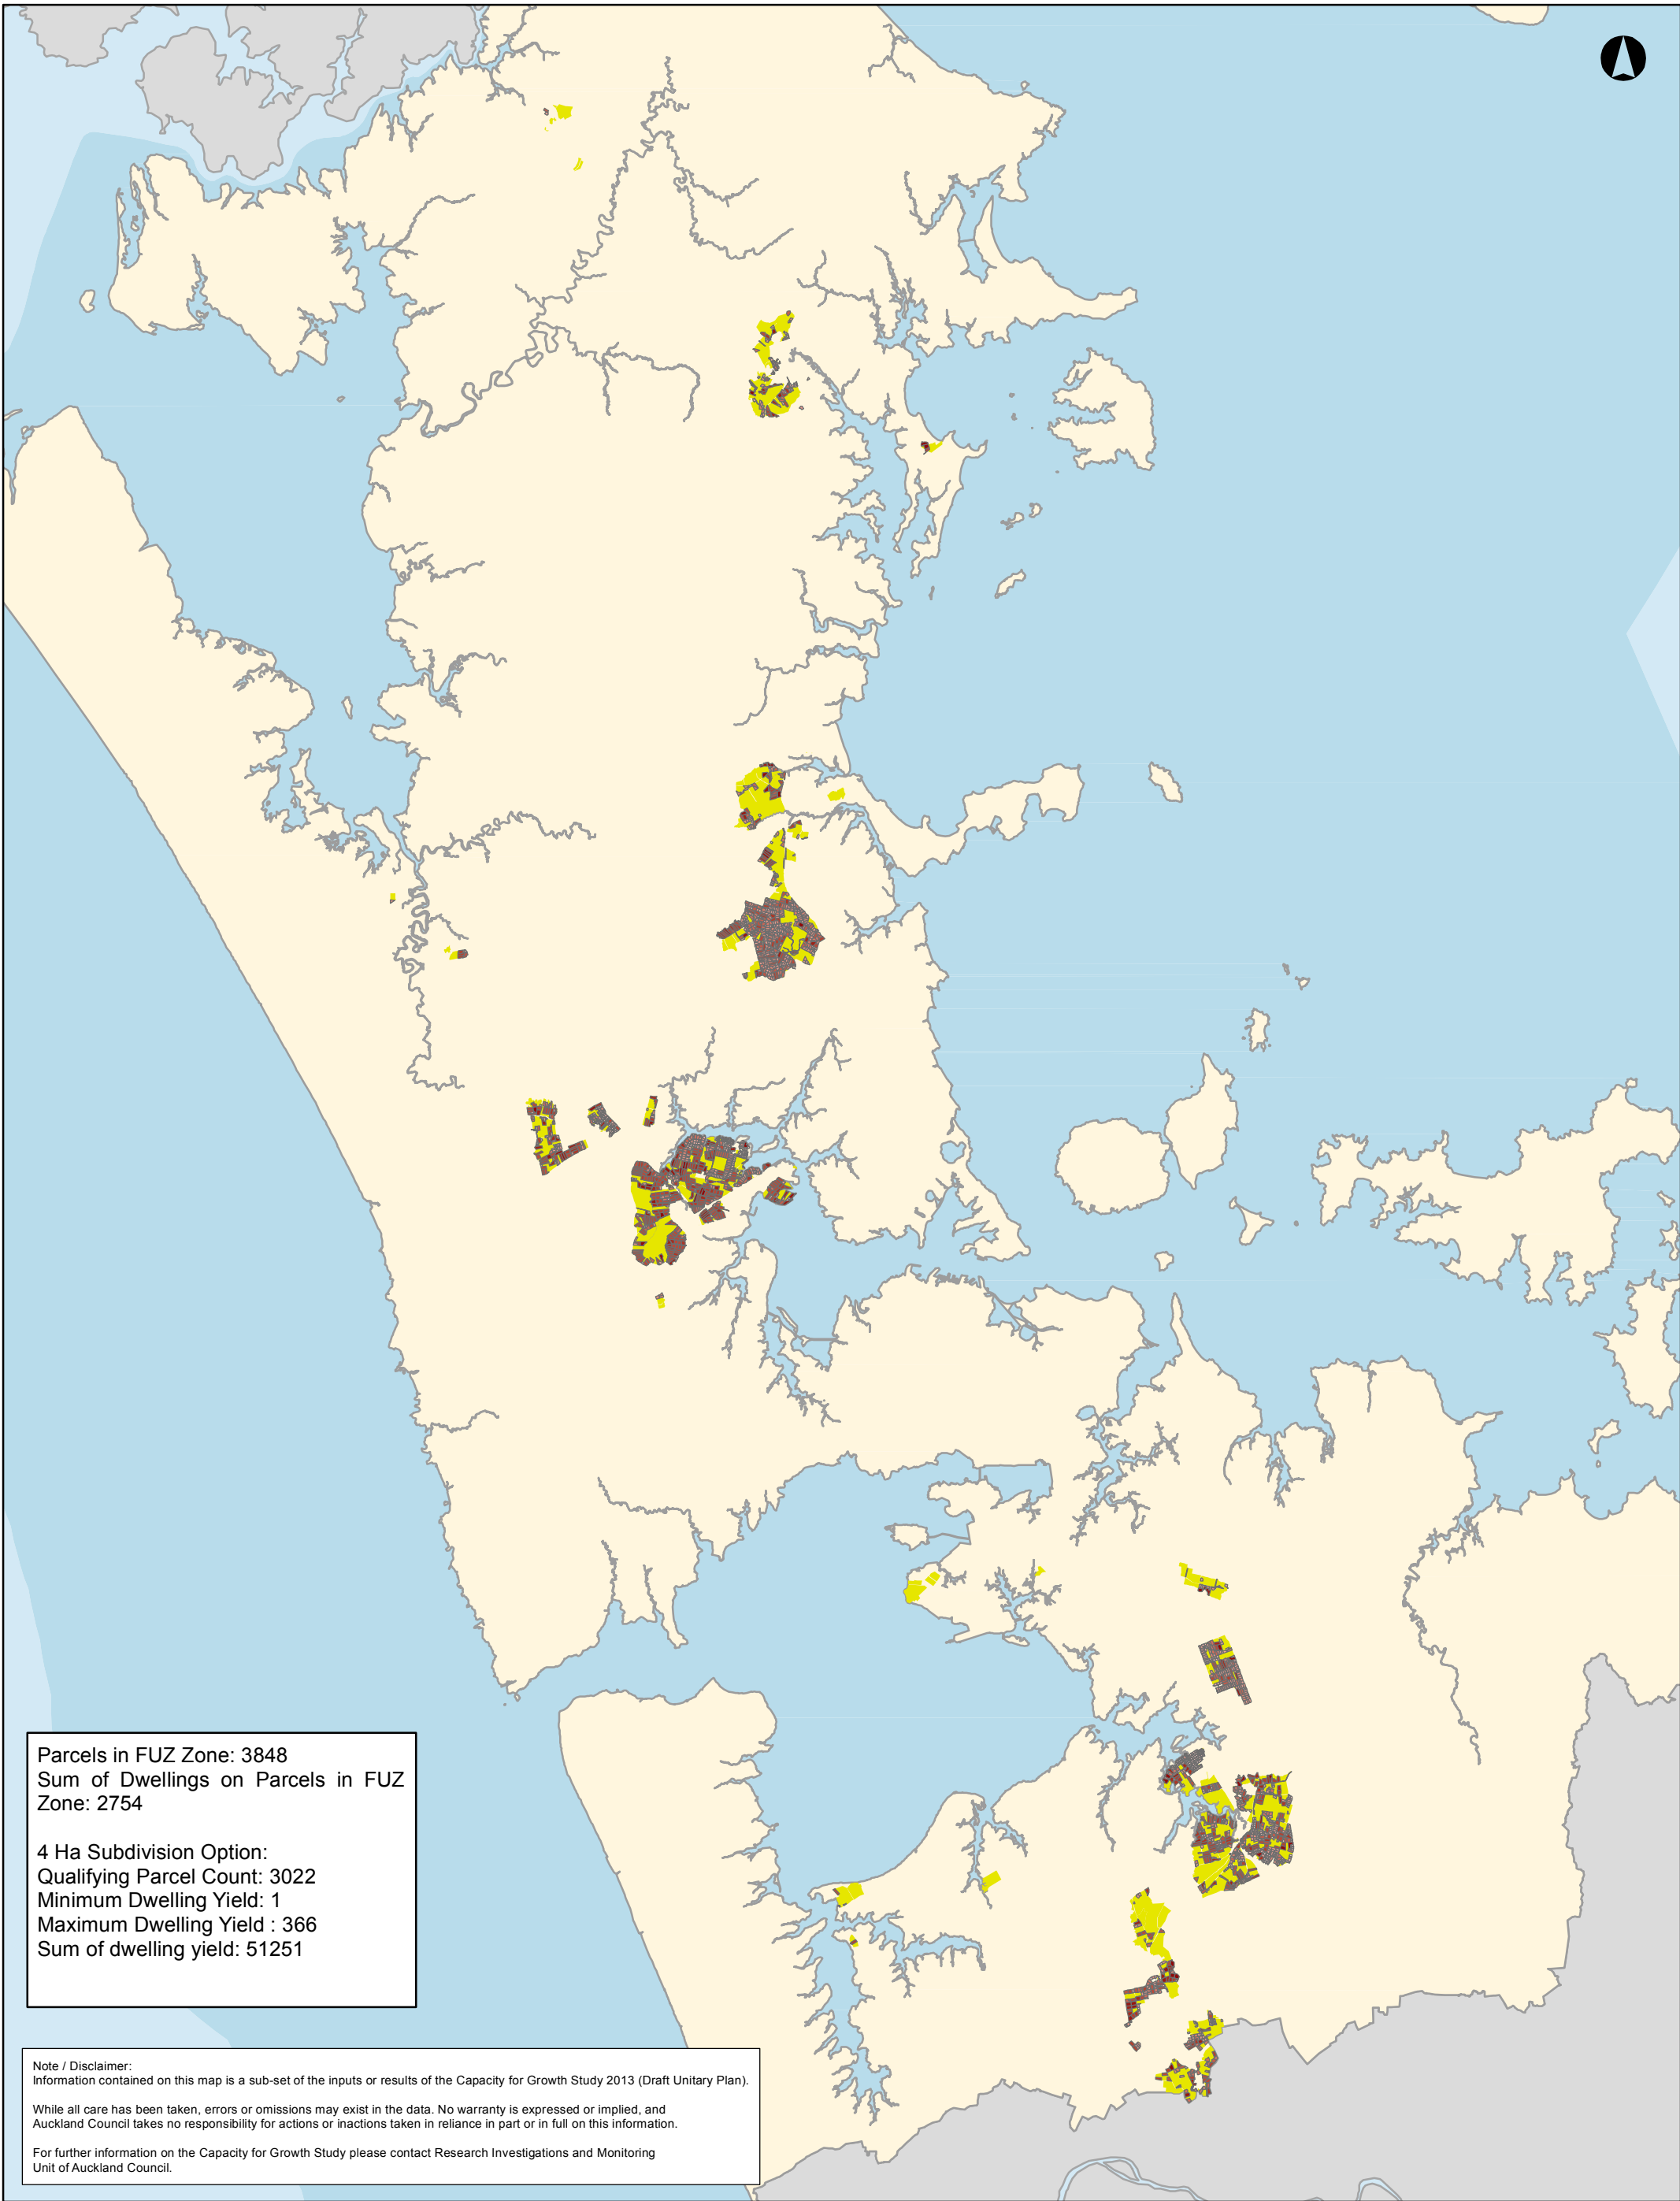 Parcels in FUZ Zone: 3848
Sum of Dwellings on Parcels in FUZ
Zone: 2754
4 Ha Subdivision Option:
Qualifying Parcel Count: 3022
Minimum Dwelling Yield: 1
Maximum Dwelling Yield : 366
Sum of dwelling yield: 51251
Note / Disclaimer:
Information contained on this map is a sub-set of the inputs or results of the Capacity for Growth Study 2013 (Draft Unitary Plan).
While all care has been taken, errors or omissions may exist in the data. No warranty is expressed or implied, and
Auckland Council takes no responsibility for actions or inactions taken in reliance in part or in full on this information.
For further information on the Capacity for Growth Study please contact Research Investigations and Monitoring
Unit of Auckland Council.